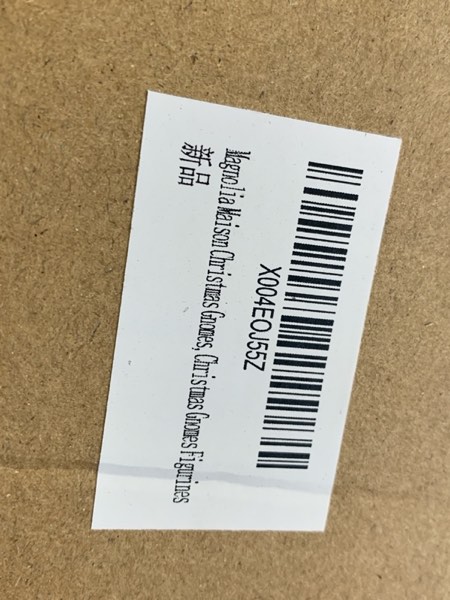 X004EOJ55Z
Magnolia Maison Christmas Gnomes, Christmas Gnomes Figurines
新品